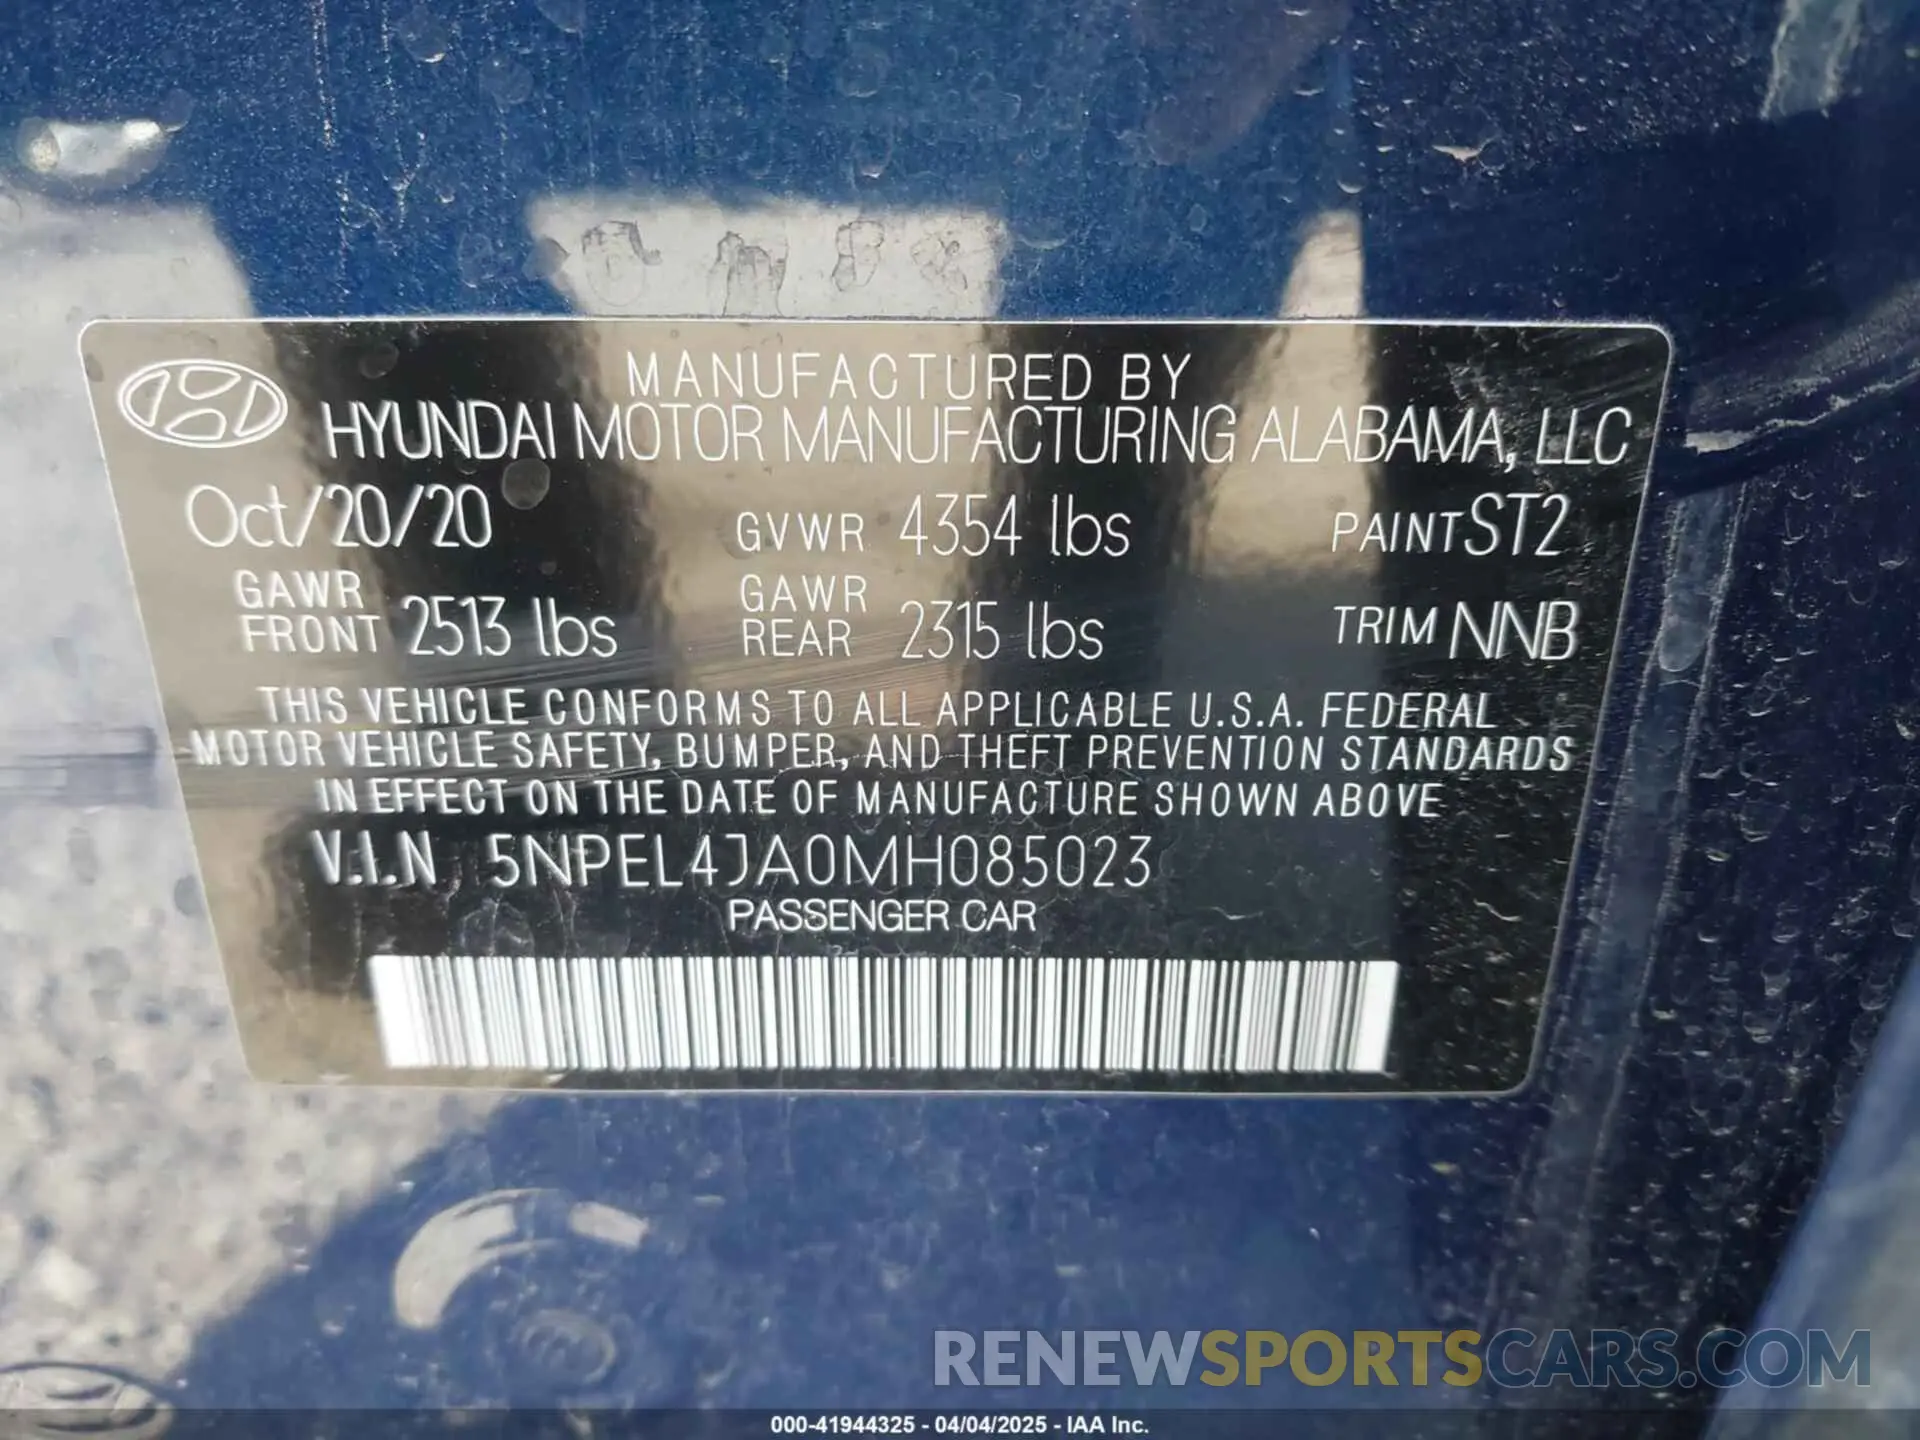 MANUFACTURED BY
HYUNDAI MOTOR MANUFACTURING ALABAMA, LLC
Oct/20/20 GVWR 4354 lbs PAINT ST2
GAWR FRONT 2513 lbs GAWR REAR 2315 lbs TRIM NNB
THIS VEHICLE CONFORMS TO ALL APPLICABLE U.S.A. FEDERAL
MOTOR VEHICLE SAFETY, BUMPER, AND THEFT PREVENTION STANDARDS
IN EFFECT ON THE DATE OF MANUFACTURE SHOWN ABOVE
V.I.N 5NPEL4JA0MH085023
PASSENGER CAR
RENEWSPORTSCARS.COM
000-41944325 - 04/04/2025 - IAA Inc.